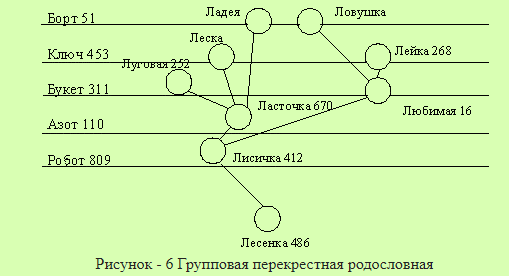 Борт 51
Ладея
Ловушка
Ключ 453
Леска
Лейка 268
Луговая 252
Букет 311
Ласточка 670
Любимая 16
Азот 110
Робот 809
Лисичка 412
Лесенка 486
Рисунок - 6 Групповая перекрестная родословная